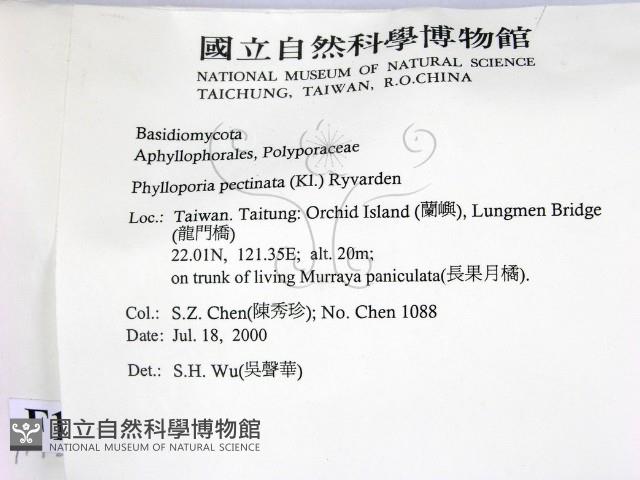 國立自然科學博物館
NATIONAL MUSEUM OF NATURAL SCIENCE
TAICHUNG, TAIWAN, R.O.CHINA
Basidiomycota
Aphyllophorales, Polyporaceae
Phylloporia pectinata (Kl.) Ryvarden
Loc.: Taiwan. Taitung: Orchid Island (蘭嶼), Lungmen Bridge
(龍門橋)
22.01N, 121.35E; alt. 20m;
on trunk of living Murraya paniculata(長果月橘).
Col.: S.Z. Chen(陳秀珍); No. Chen 1088
Date: Jul. 18, 2000
Det.: S.H. Wu(吳聲華)
國立自然科學博物館
NATIONAL MUSEUM OF NATURAL SCIENCE